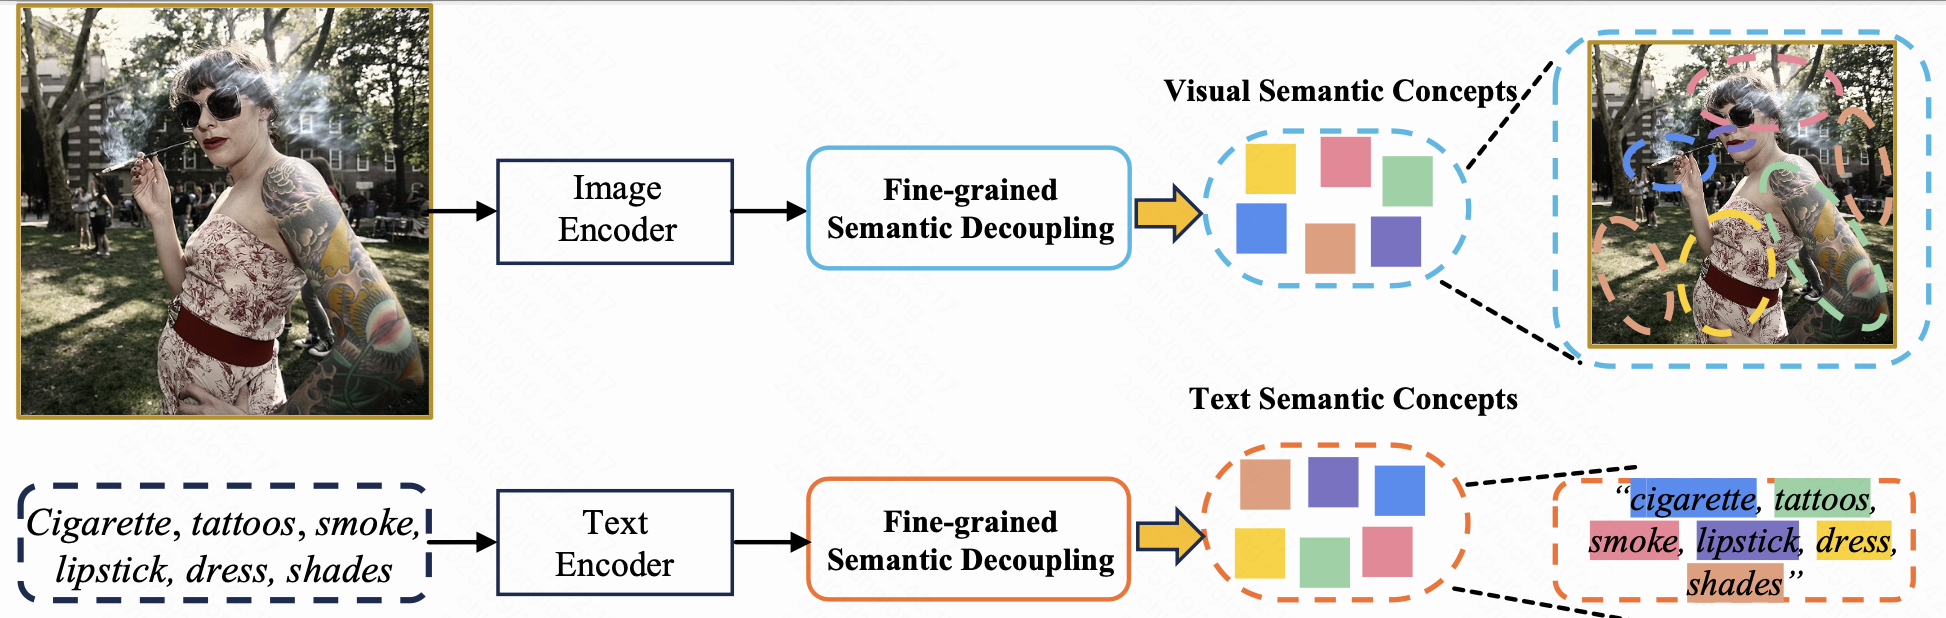 Visual Semantic Concepts
Image
Encoder
Fine-grained
Semantic Decoupling
Text Semantic Concepts
Cigarette, tattoos, smoke,
lipstick, dress, shades
Text
Encoder
Fine-grained
Semantic Decoupling
“cigarette, tattoos,
smoke, lipstick, dress,
shades”